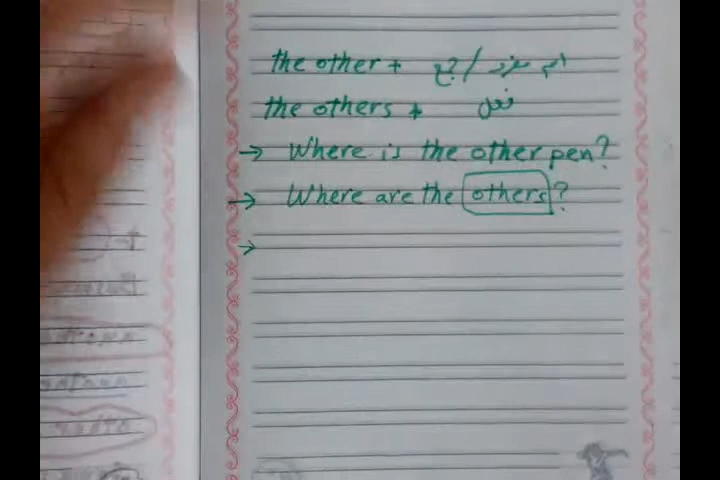 the other + اسم مفرد / جمع
the others + فعل
→ Where is the other pen?
→ Where are the others?
→